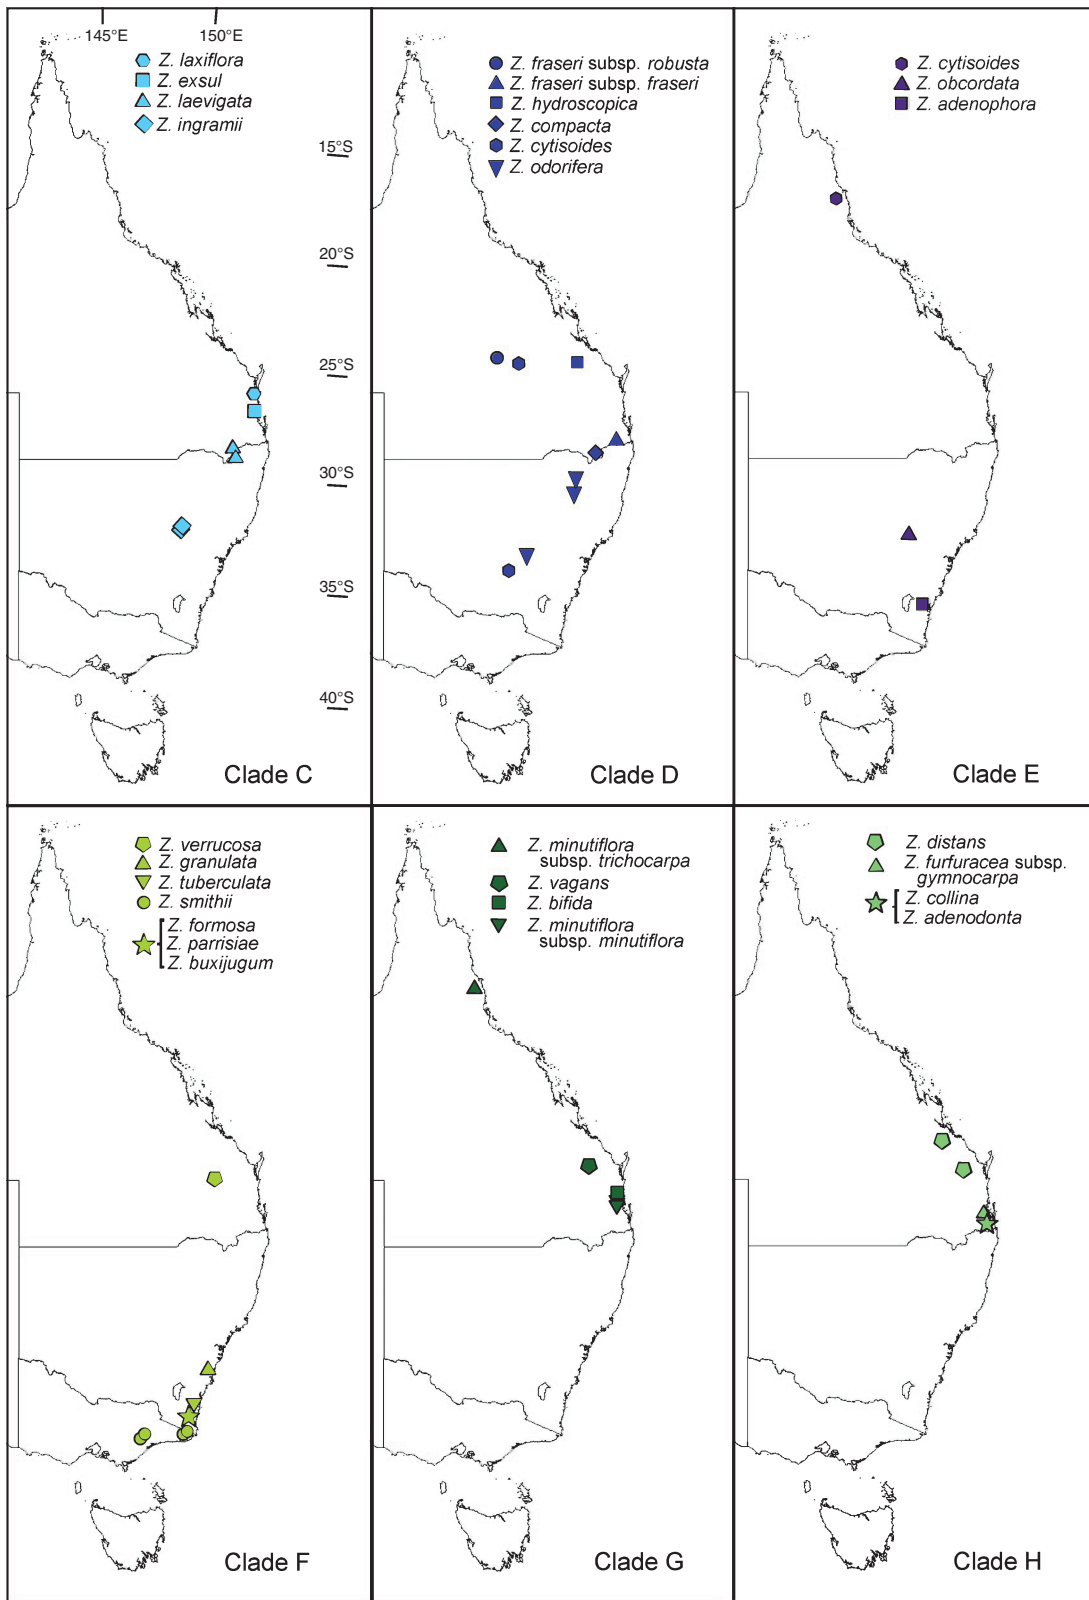 145°E 150°E
Z. laxiflora
Z. exsul
Z. laevigata
Z. ingramii
15°S
20°S
25°S
30°S
35°S
40°S
Clade C
Z. fraseri subsp. robusta
Z. fraseri subsp. fraseri
Z. hydroscopica
Z. compacta
Z. cytisoides
Z. odorifera
Clade D
Z. cytisoides
Z. obcordata
Z. adenophora
Clade E
Z. verrucosa
Z. granulata
Z. tuberculata
Z. smithii
Z. formosa
Z. parrisiae
Z. buxijugum
Clade F
Z. minutiflora
subsp. trichocarpa
Z. vagans
Z. bifida
Z. minutiflora
subsp. minutiflora
Clade G
Z. distans
Z. furfuracea subsp.
gymnocarpa
Z. collina
Z. adenodonta
Clade H